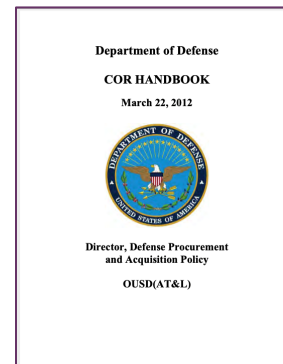 Department of Defense
COR HANDBOOK
March 22, 2012
DEPARTMENT OF DEFENSE
UNITED STATES OF AMERICA
Director, Defense Procurement
and Acquisition Policy
OUSD(AT&L)